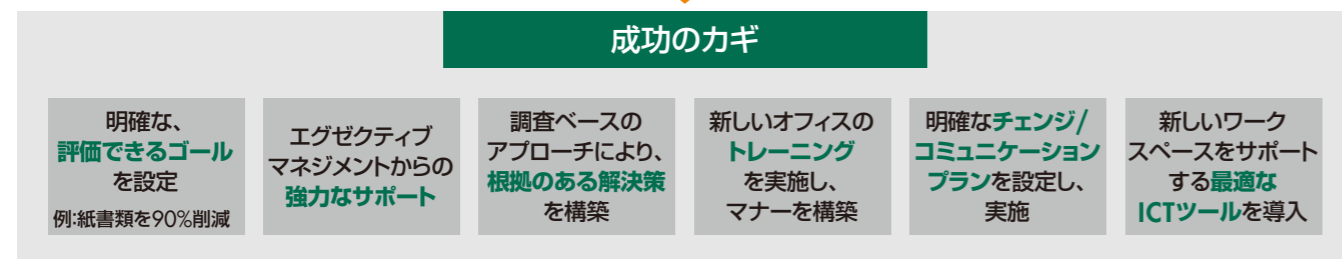 成功のカギ
明確な、
評価できるゴール
を設定
例:紙書類を90%削減
エグゼクティブ
マネジメントからの
強力なサポート
調査ベースの
アプローチにより、
根拠のある解決策
を構築
新しいオフィスの
トレーニング
を実施し、
マナーを構築
明確なチェンジ/
コミュニケーション
プランを設定し、
実施
新しいワーク
スペースをサポート
する最適な
ICTツールを導入